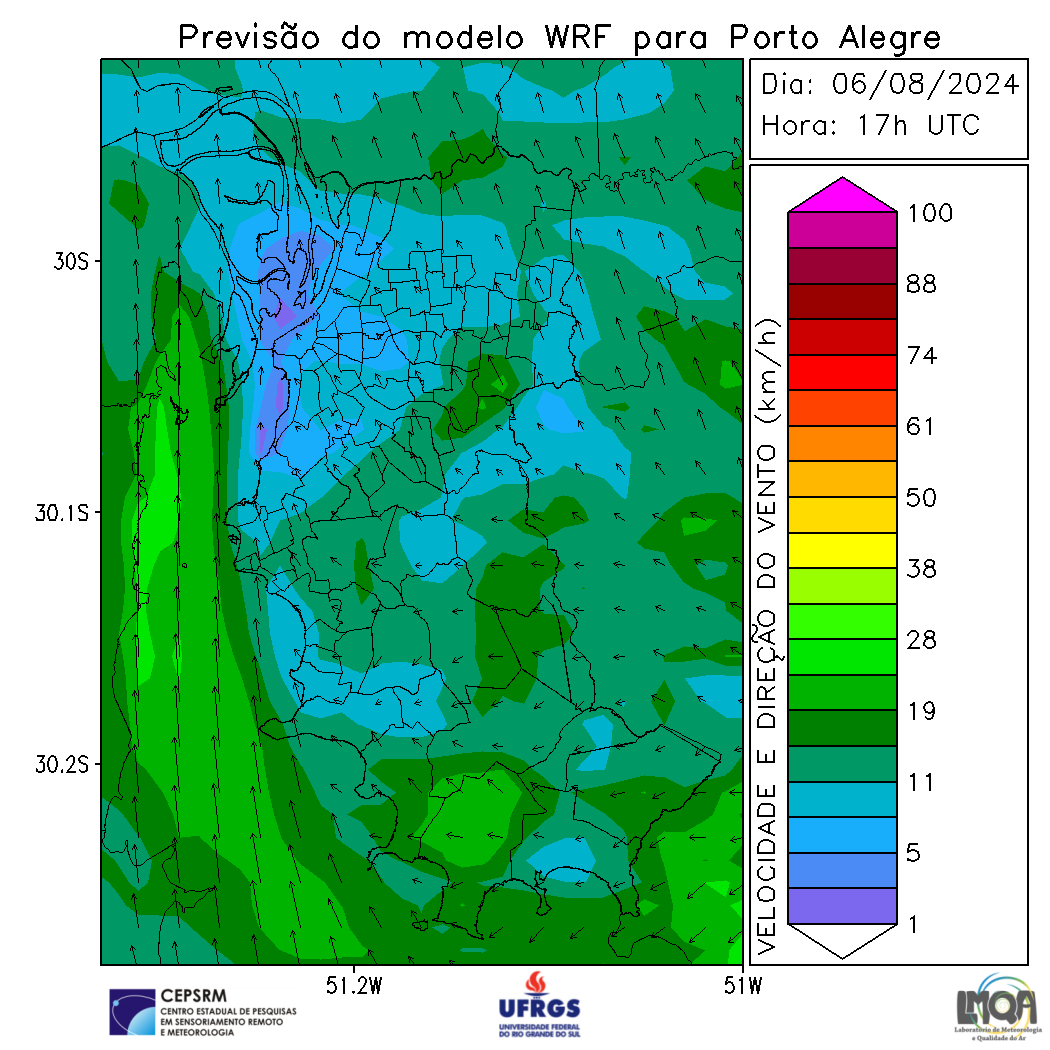 Previsão do modelo WRF para Porto Alegre
Dia: 06/08/2024
Hora: 17h UTC
30S
30.1S
30.2S
51.2W
51W
VELOCIDADE E DIREÇÃO DO VENTO (km/h)
100
88
74
61
50
38
28
19
11
5
1
CEPSRM
CENTRO ESTADUAL DE PESQUISAS
EM SENSORIAMENTO REMOTO
E METEOROLOGIA
UFRGS
UNIVERSIDADE FEDERAL
DO RIO GRANDE DO SUL
LMQA
Laboratório de Meteorologia
e Qualidade do Ar